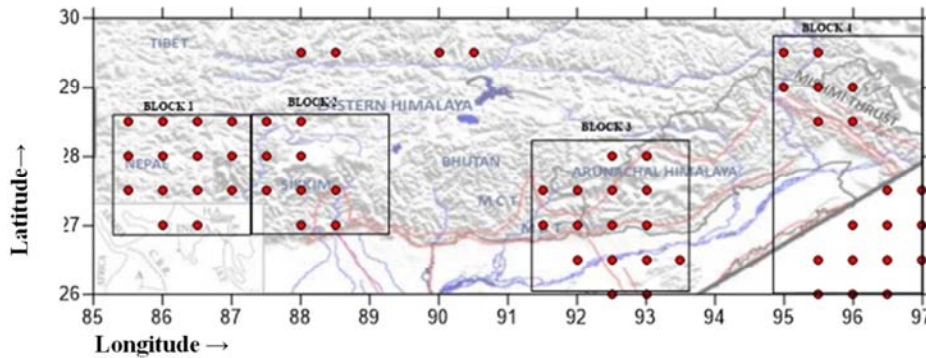 30
BLOCK 4
TIBET
29
MISHMI THRUST
BLOCK 1
BLOCK 2
EASTERN HIMALAYA
28
BLOCK 3
NEPAL
BHUTAN
ARUNACHAL HIMALAYA
SIKKIM
M C T
27
26
85
86
87
88
89
90
91
92
93
94
95
96
97
Latitude→
Longitude →